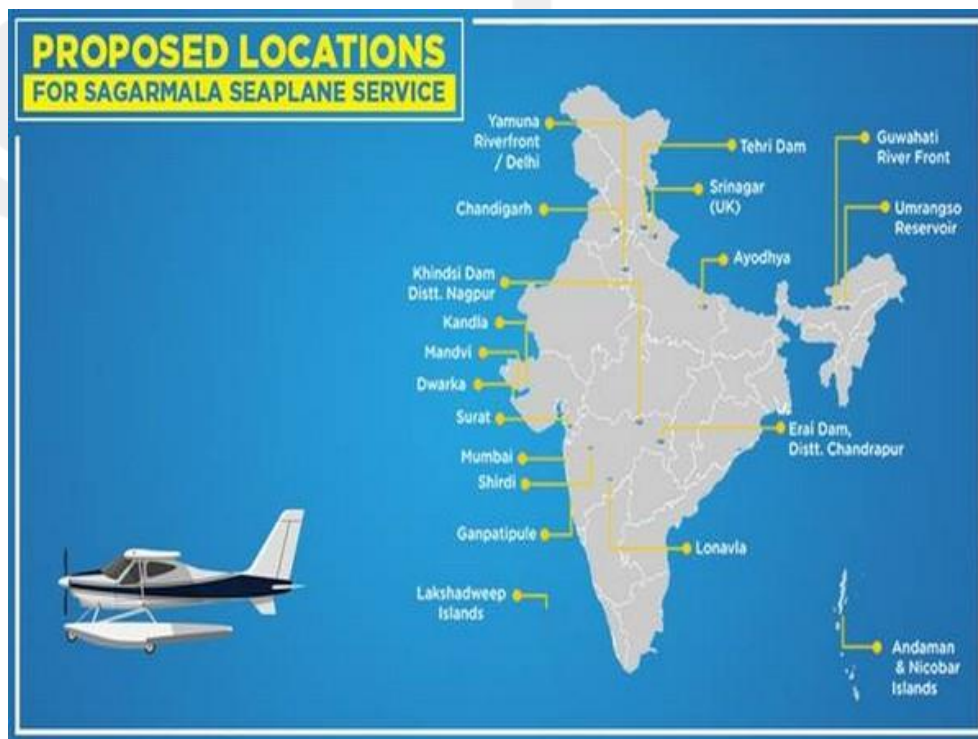 PROPOSED LOCATIONS
FOR SAGARMALA SEAPLANE SERVICE
Yamuna
Riverfront
/ Delhi
Chandigarh
Khindsi Dam
Distt. Nagpur
Kandla
Mandvi
Dwarka
Surat
Mumbai
Shirdi
Ganpatipule
Lakshadweep
Islands
Tehri Dam
Srinagar
(UK)
Ayodhya
Guwahati
River Front
Umrangso
Reservoir
Erai Dam,
Distt. Chandrapur
Lonavla
Andaman
& Nicobar
Islands